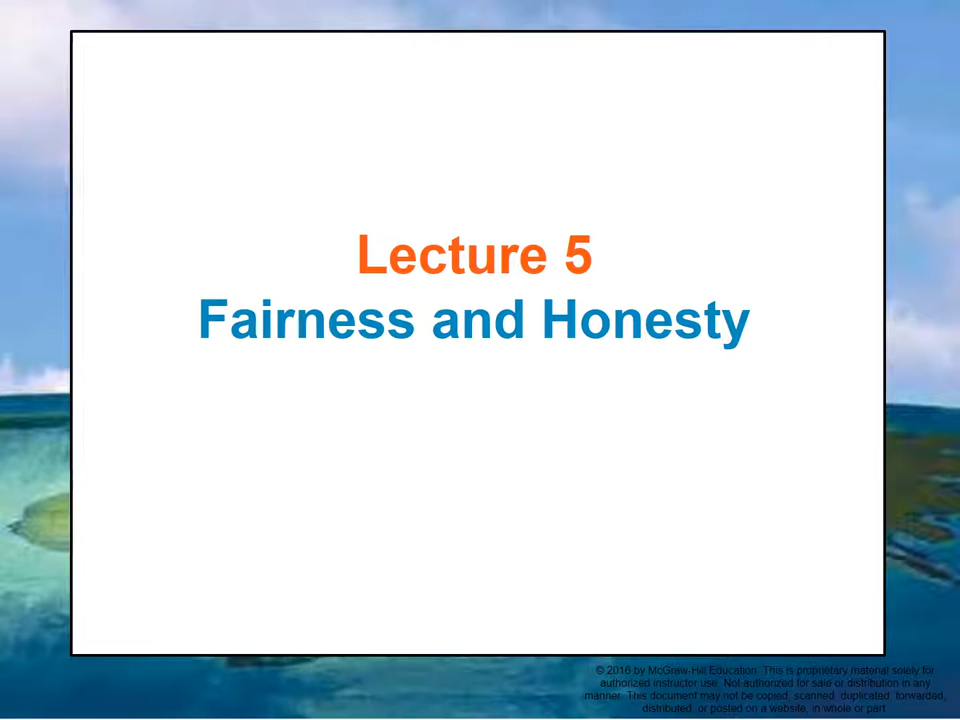 Lecture 5
Fairness and Honesty
© 2016 by McGraw-Hill Education. This is proprietary material solely for
authorized instructor use. Not authorized for sale or distribution in any
manner. This document may not be copied, scanned, duplicated, forwarded,
distributed, or posted on a website, in whole or part.